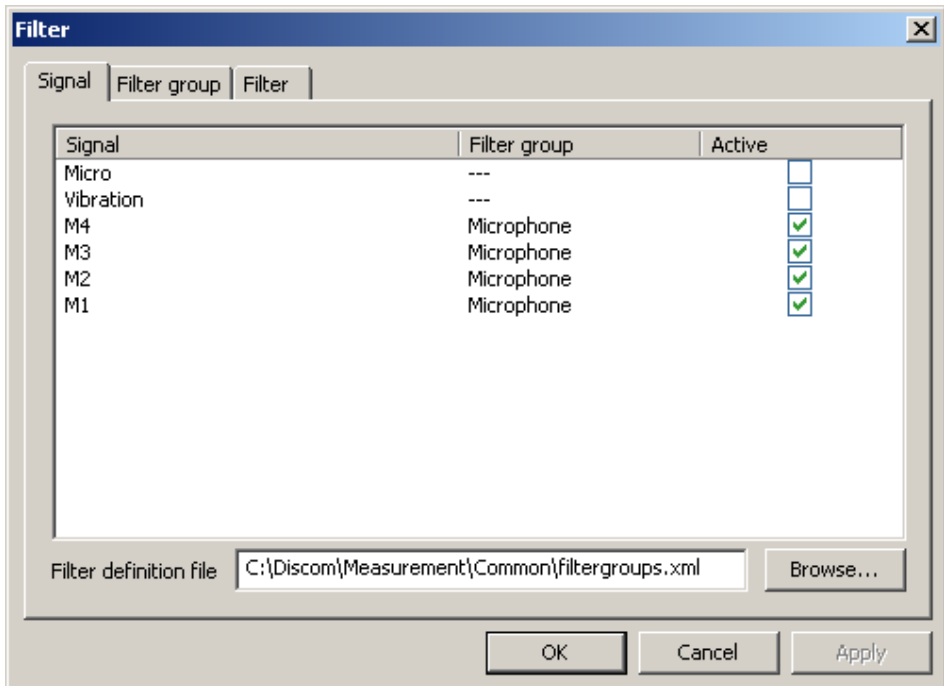 Filter
Signal Filter group Filter
Signal Filter group Active
Micro ---
Vibration ---
M4 Microphone
M3 Microphone
M2 Microphone
M1 Microphone
Filter definition file C:\Discom\Measurement\Common\filtergroups.xml Browse...
OK Cancel Apply